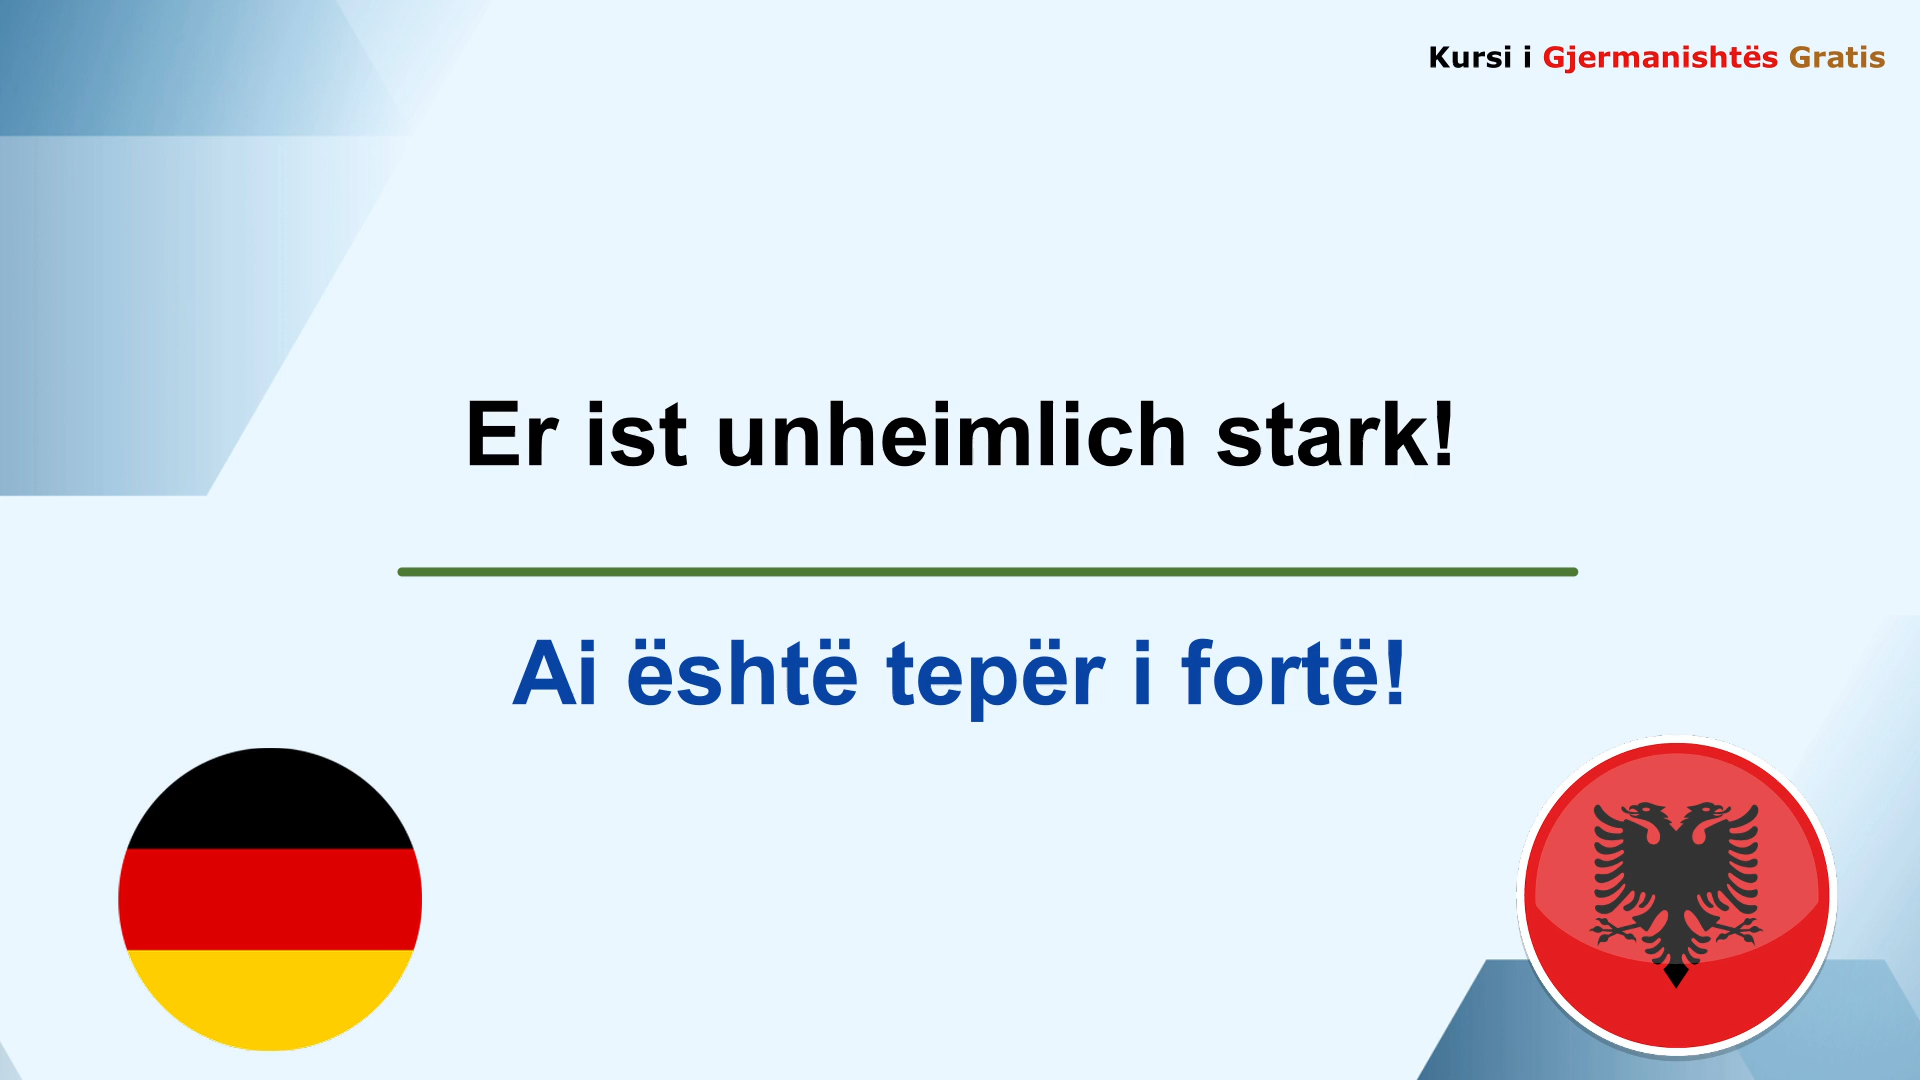 Kursi i Gjermanishtës Gratis
Er ist unheimlich stark!
Ai është tepër i fortë!